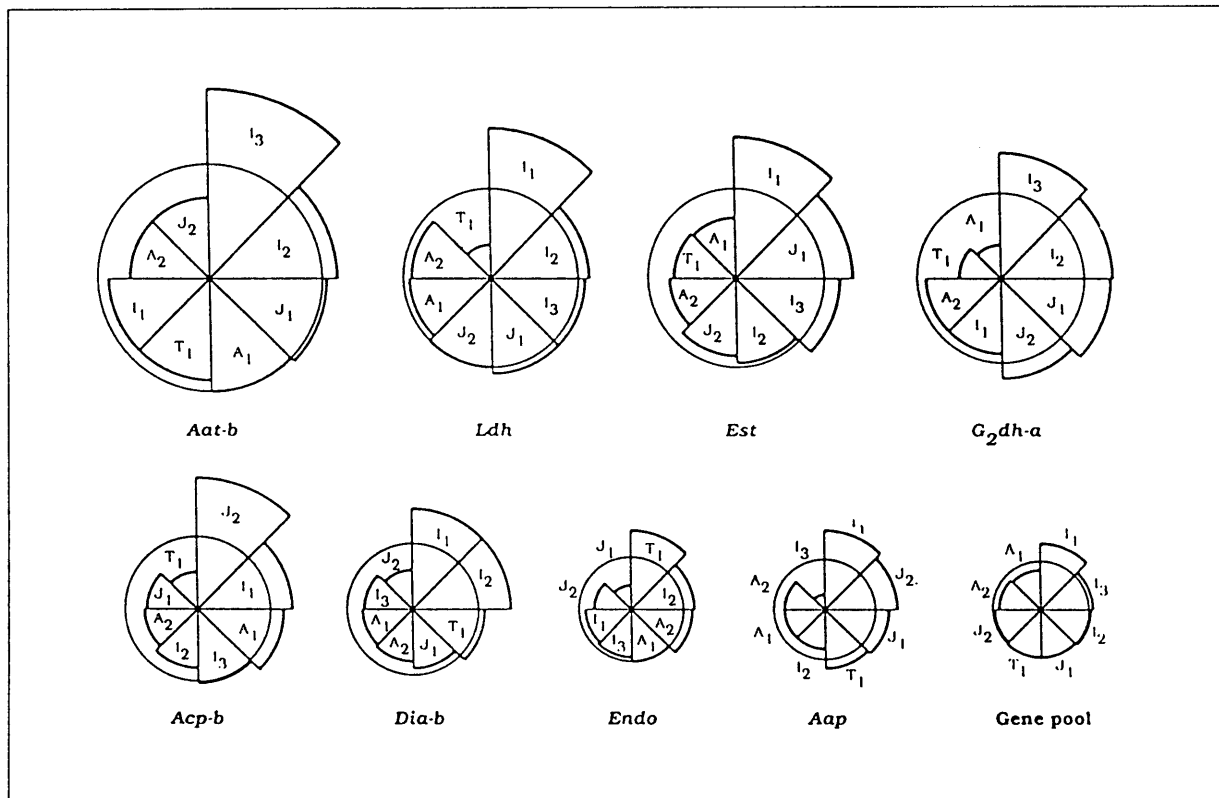 I3
J2
I2
A2
I1
J1
T1
A1
Aat-b
I1
T1
A2
I2
A1
I3
J2
J1
Ldh
I1
A1
T1
J1
A2
I3
J2
I2
Est
I3
A1
T1
I2
A2
J1
I1
J2
G2dh-a
J2
T1
J1
I1
A2
A1
I2
I3
Acp-b
I1
J2
I3
I2
A1
T1
A2
J1
Dia-b
J1
T1
J2
I2
I1
A2
I3
A1
Endo
I1
I3
A2
J2.
A1
J1
I2
T1
Aap
I1
A1
A2
I3
J2
I2
T1
J1
Gene pool